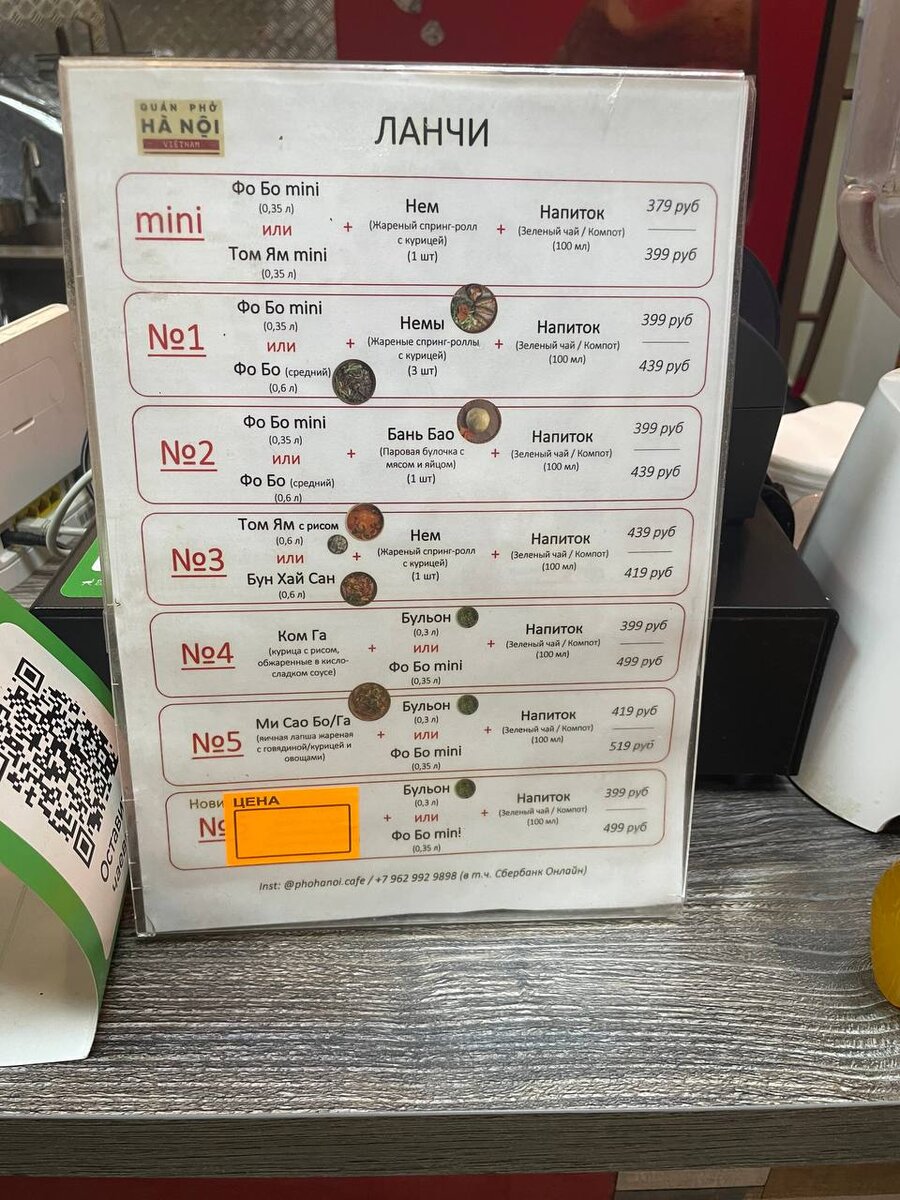 QUÁN PHỞ
HÀ NỘI
VIETNAM
ЛАНЧИ
mini
Фо Бо mini
(0,35 л)
ИЛИ
Том Ям mini
(0,35 л)
+
Нем
(Жареный спринг-ролл
с курицей)
(1 шт)
+
Напиток
(Зеленый чай / Компот)
(100 мл)
379 руб
399 руб
№1
Фо Бо mini
(0,35 л)
ИЛИ
Фо Бо (средний)
(0,6 л)
+
Немы
(Жареные спринг-роллы
с курицей)
(3 шт)
+
Напиток
(Зеленый чай / Компот)
(100 мл)
399 руб
439 руб
№2
Фо Бо mini
(0,35 л)
ИЛИ
Фо Бо (средний)
(0,6 л)
+
Бань Бао
(Паровая булочка с
мясом и яйцом)
(1 шт)
+
Напиток
(Зеленый чай / Компот)
(100 мл)
399 руб
439 руб
№3
Том Ям с рисом
(0,6 л)
ИЛИ
Бун Хай Сан
(0,6 л)
+
Нем
(Жареный спринг-ролл
с курицей)
(1 шт)
+
Напиток
(Зеленый чай / Компот)
(100 мл)
439 руб
419 руб
№4
Ком Га
(курица с рисом,
обжаренные в кисло-
сладком соусе)
+
Бульон
(0,3 л)
ИЛИ
Фо Бо mini
(0,35 л)
+
Напиток
(Зеленый чай / Компот)
(100 мл)
399 руб
499 руб
№5
Ми Сао Бо/Га
(яичная лапша жареная
с говядиной/курицей и
овощами)
+
Бульон
(0,3 л)
ИЛИ
Фо Бо mini
(0,35 л)
+
Напиток
(Зеленый чай / Компот)
(100 мл)
419 руб
519 руб
Нови
№
ЦЕНА
+
Бульон
(0,3 л)
ИЛИ
Фо Бо min!
(0,35 л)
+
Напиток
(Зеленый чай / Компот)
(100 мл)
399 руб
499 руб
Inst: @phohanoi.cafe / +7 962 992 9898 (в т.ч. Сбербанк Онлайн)
Оставь